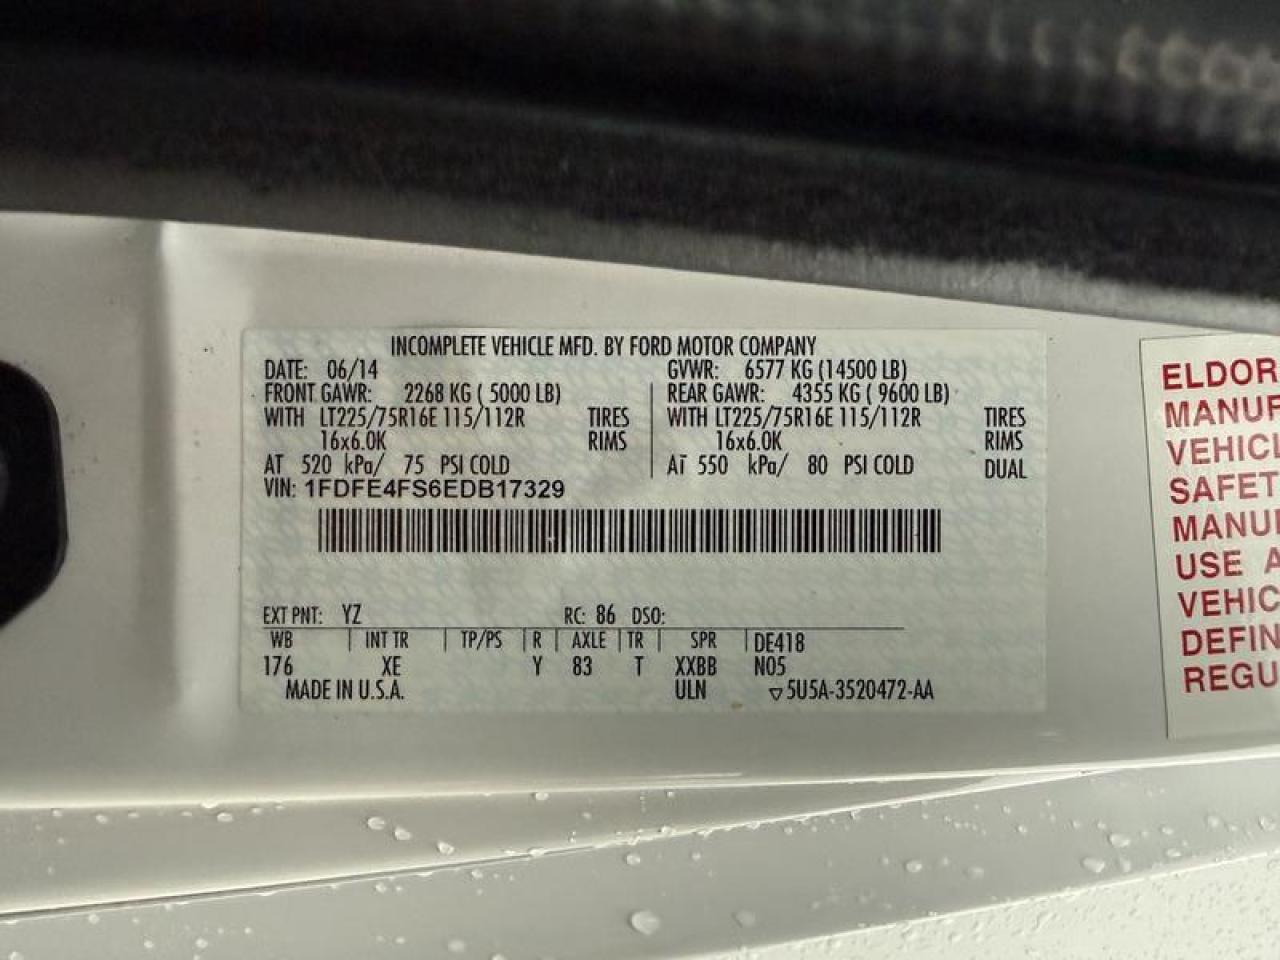 INCOMPLETE VEHICLE MFD. BY FORD MOTOR COMPANY
DATE: 06/14 GVWR: 6577 KG (14500 LB)
FRONT GAWR: 2268 KG ( 5000 LB) REAR GAWR: 4355 KG ( 9600 LB)
WITH LT225/75R16E 115/112R TIRES WITH LT225/75R16E 115/112R TIRES
16x6.0K RIMS 16x6.0K RIMS
AT 520 kPa/ 75 PSI COLD AT 550 kPa/ 80 PSI COLD DUAL
VIN: 1FDFE4FS6EDB17329
EXT PNT: YZ RC: 86 DSO:
WB | INT TR | TP/PS | R | AXLE | TR | SPR | DE418
176 XE Y 83 T XXBB N05
MADE IN U.S.A. ULN ▽5U5A-3520472-AA
ELDOR
MANUF
VEHICL
SAFET
MANU
USE A
VEHIC
DEFIN
REGU